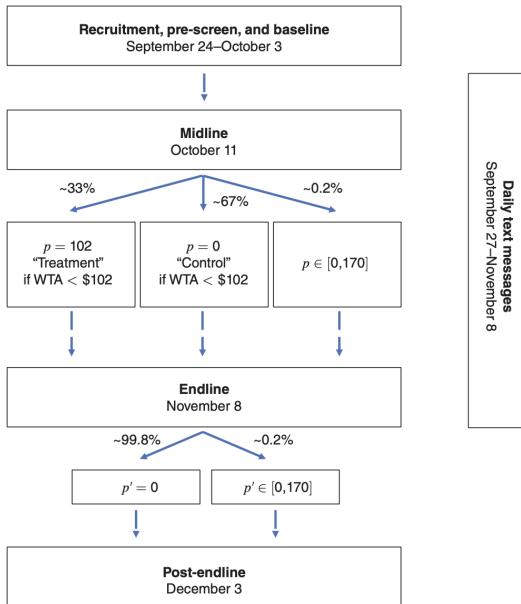 Recruitment, pre-screen, and baseline
September 24–October 3
Midline
October 11
~33%
~67%
~0.2%
p = 102
“Treatment”
if WTA < $102
p = 0
“Control”
if WTA < $102
p ∈ [0,170]
Endline
November 8
~99.8%
~0.2%
p′ = 0
p′ ∈ [0,170]
Post-endline
December 3
Daily text messages
September 27–November 8